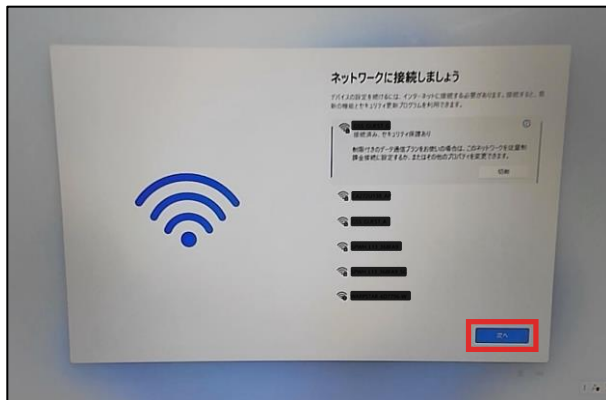 ネットワークに接続しましょう
デバイスの設定を続けるには、インターネットに接続する必要があります。接続すると、最
新の機能とセキュリティ更新プログラムを利用できます。
接続済み、セキュリティ保護あり
制限付きのデータ通信プランをお使いの場合は、このネットワークを従量制
課金接続に設定するか、またはその他のプロパティを変更できます。
切断
次へ